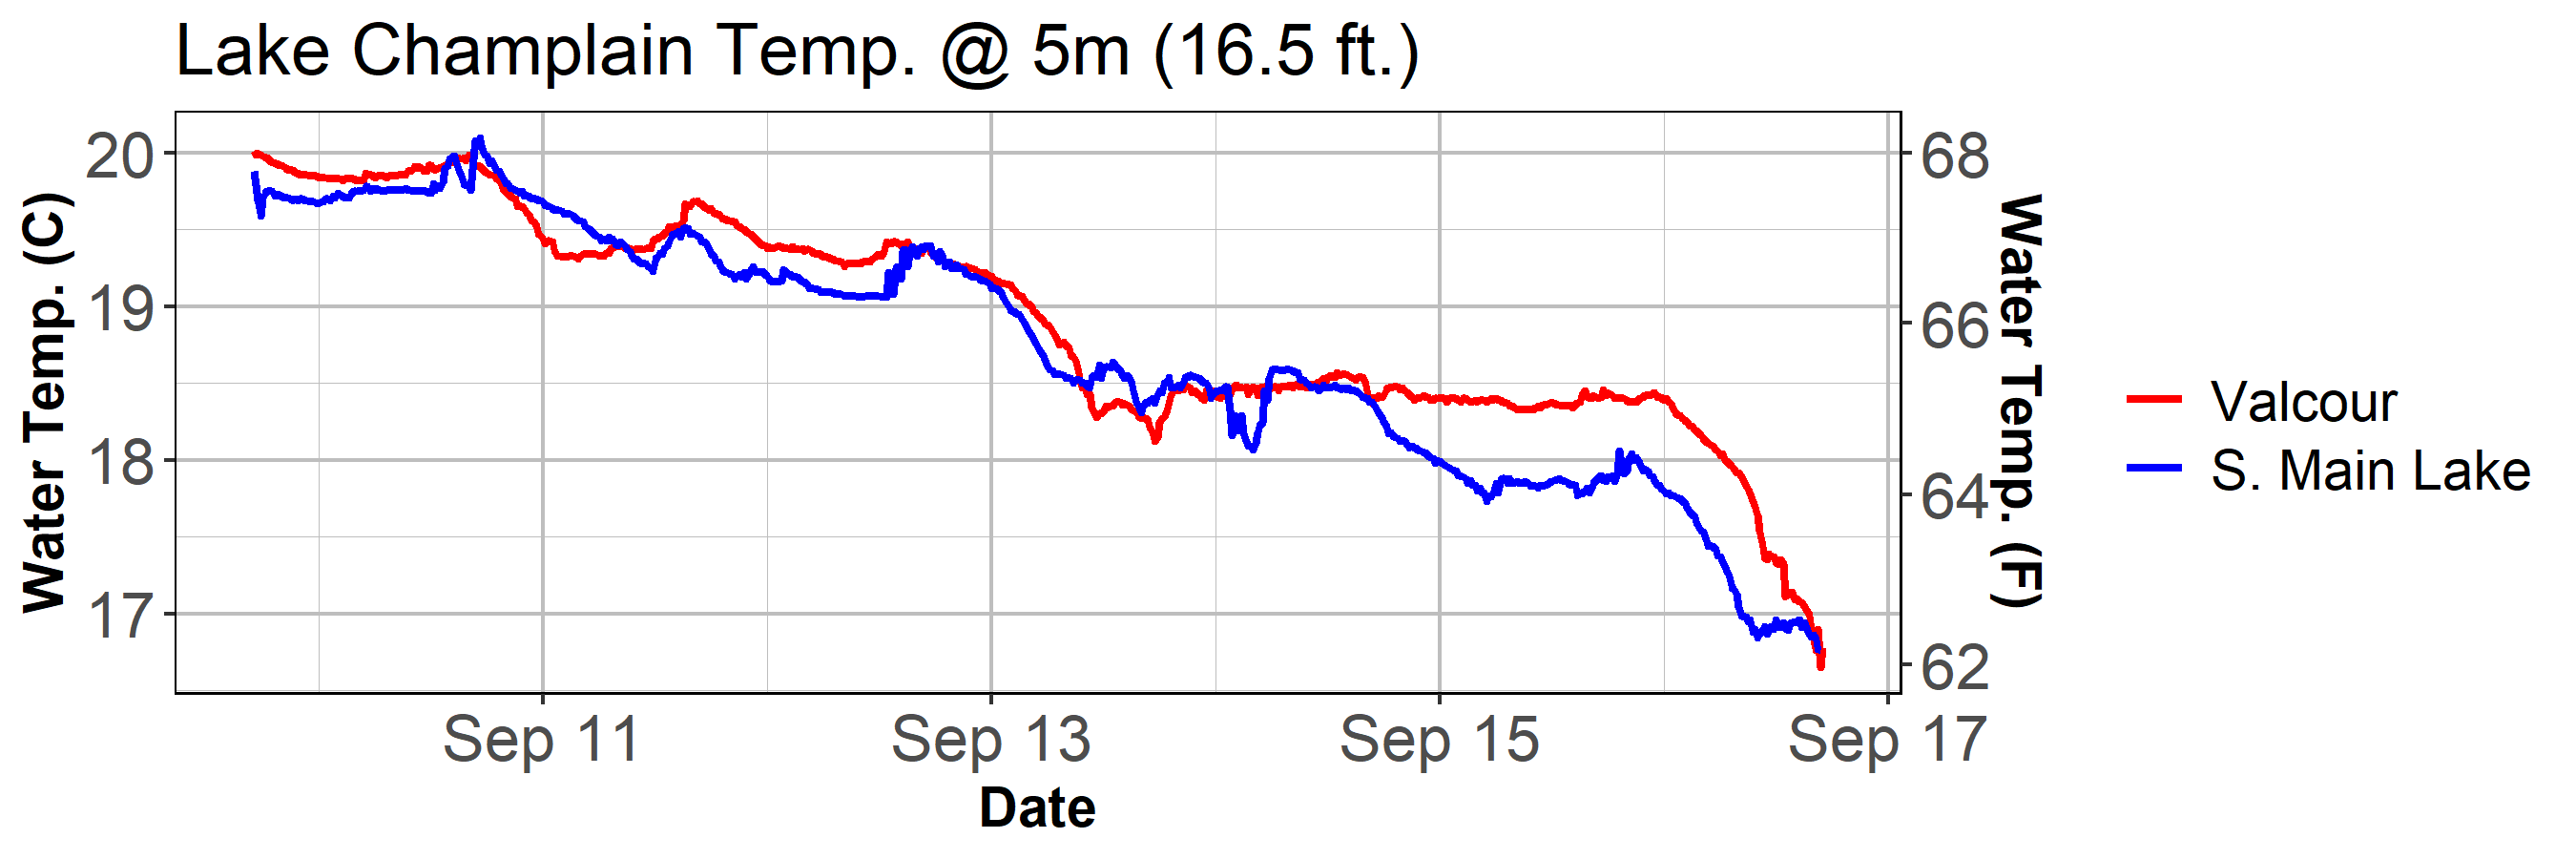 Lake Champlain Temp. @ 5m (16.5 ft.)
Water Temp. (C)
20
19
18
17
68
66
64
62
Water Temp. (F)
Sep 11
Sep 13
Sep 15
Sep 17
Date
Valcour
S. Main Lake